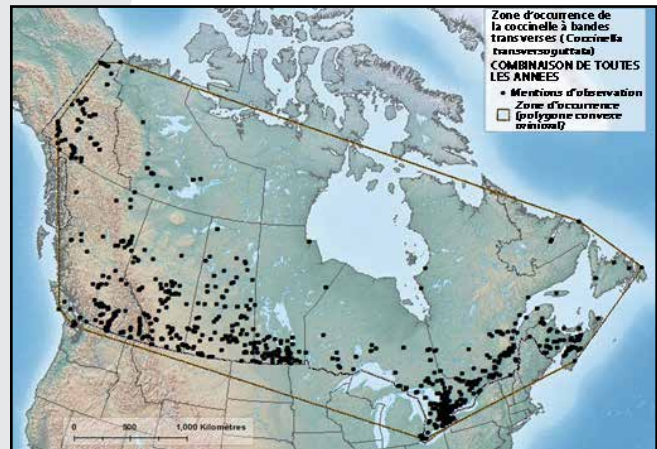 Zone d'occurrence de
la coccinelle à bandes
transverses (Coccinella
transversoguttata)
COMBINAISON DE TOUTES
LES ANNEES
Mentions d'observation
Zone d'occurrence
(polygone convexe
minimal)
0 500 1,000 Kilomètres